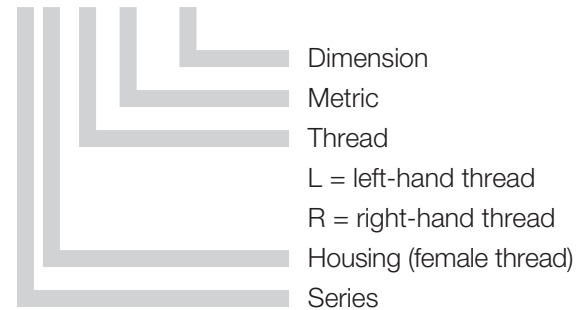 Dimension
Metric
Thread
L = left-hand thread
R = right-hand thread
Housing (female thread)
Series